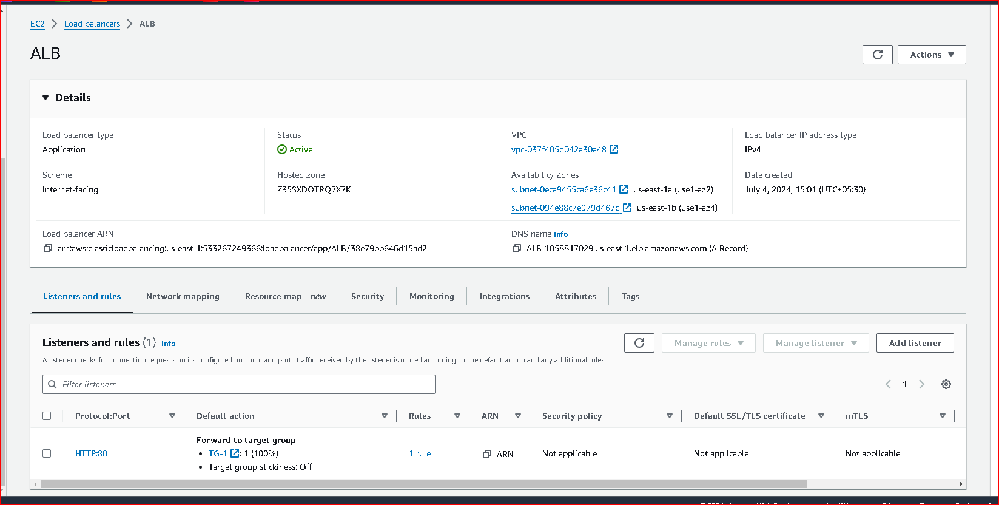 EC2 > Load balancers > ALB
ALB
Actions
Details
Load balancer type
Application
Status
Active
VPC
vpc-037f405d042a30a48
Load balancer IP address type
IPv4
Scheme
Internet-facing
Hosted zone
Z35SXDOTRQ7X7K
Availability Zones
subnet-0eca9455ca6e36c41 us-east-1a (use1-az2)
subnet-094e88c7e979d467d us-east-1b (use1-az4)
Date created
July 4, 2024, 15:01 (UTC+05:30)
Load balancer ARN
arn:aws:elasticloadbalancing:us-east-1:533267249366:loadbalancer/app/ALB/38e79bb646d15ad2
DNS name Info
ALB-1058817029.us-east-1.elb.amazonaws.com (A Record)
Listeners and rules Network mapping Resource map - new Security Monitoring Integrations Attributes Tags
Listeners and rules (1) Info
Manage rules Manage listener Add listener
A listener checks for connection requests on its configured protocol and port. Traffic received by the listener is routed according to the default action and any additional rules.
Filter listeners
1
Protocol:Port Default action Rules ARN Security policy Default SSL/TLS certificate mTLS
Forward to target group
HTTP:80 • TG-1 : 1 (100%) 1 rule ARN Not applicable Not applicable Not applicable
• Target group stickiness: Off